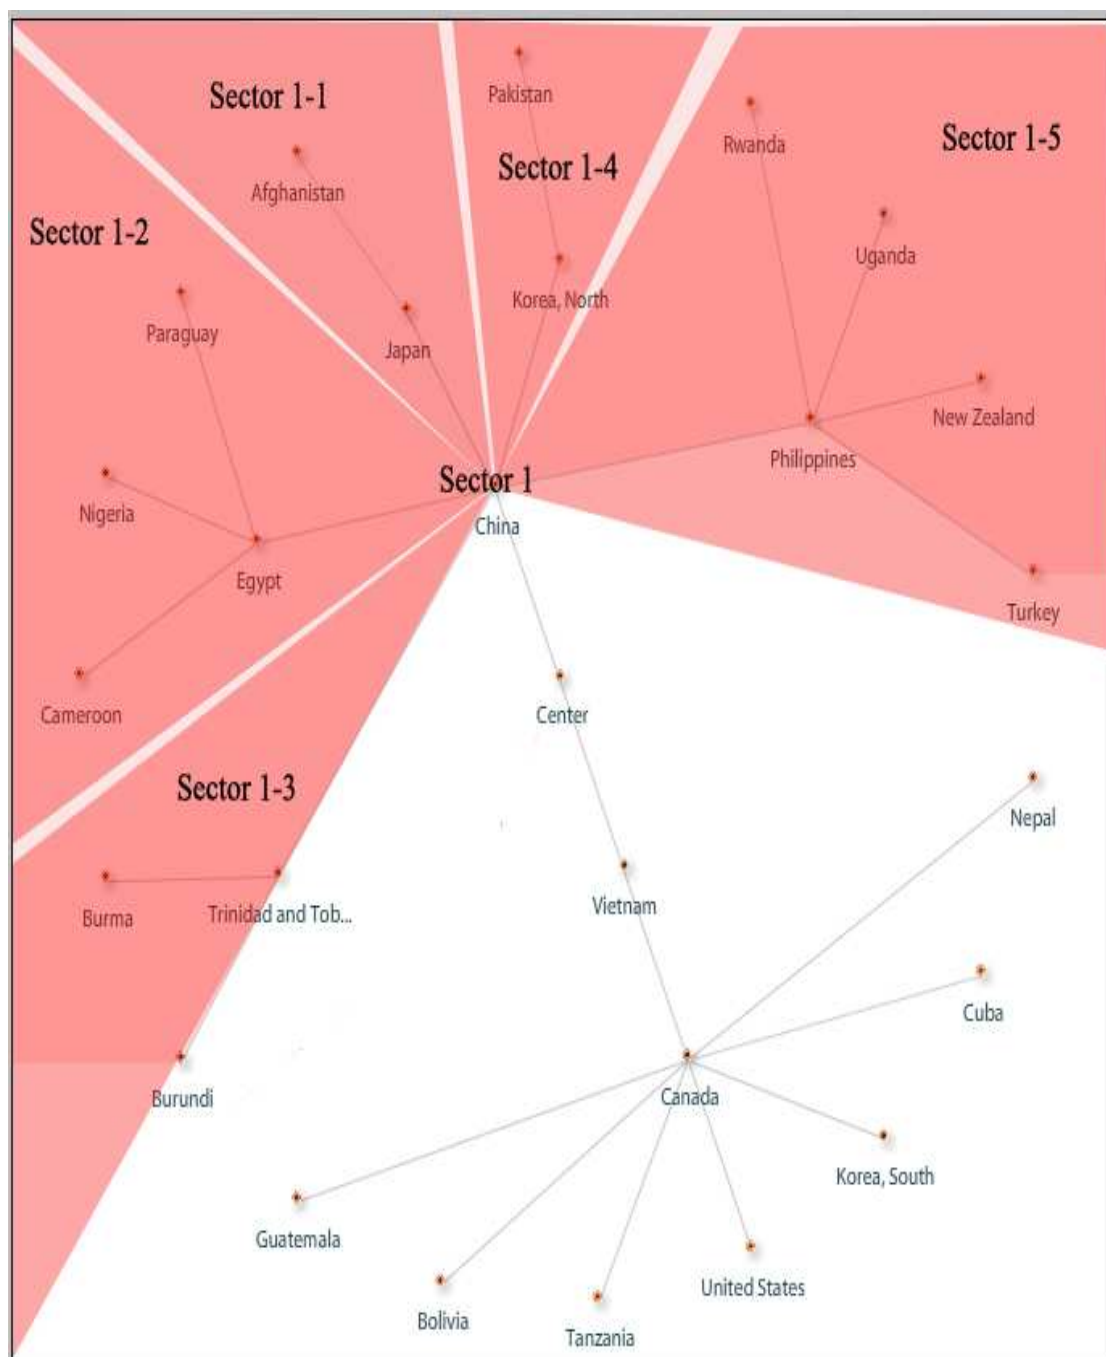 Pakistan
Sector 1-1
Rwanda
Sector 1-5
Sector 1-4
Afghanistan
Sector 1-2
Uganda
Korea, North
Paraguay
Japan
New Zealand
Philippines
Sector 1
Nigeria
China
Egypt
Turkey
Cameroon
Center
Sector 1-3
Nepal
Vietnam
Burma
Trinidad and Tob...
Cuba
Burundi
Canada
Korea, South
Guatemala
United States
Bolivia
Tanzania